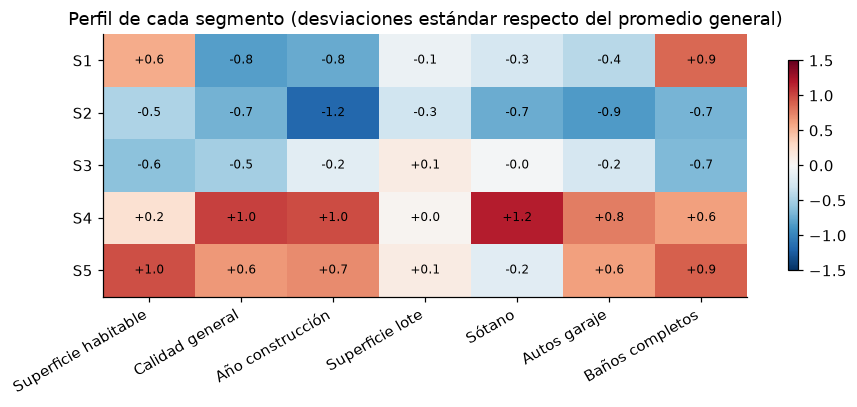 Perfil de cada segmento (desviaciones estándar respecto del promedio general)
S1 +0.6 -0.8 -0.8 -0.1 -0.3 -0.4 +0.9
S2 -0.5 -0.7 -1.2 -0.3 -0.7 -0.9 -0.7
S3 -0.6 -0.5 -0.2 +0.1 -0.0 -0.2 -0.7
S4 +0.2 +1.0 +1.0 +0.0 +1.2 +0.8 +0.6
S5 +1.0 +0.6 +0.7 +0.1 -0.2 +0.6 +0.9
Superficie habitable
Calidad general
Año construcción
Superficie lote
Sótano
Autos garaje
Baños completos
1.5
1.0
0.5
0.0
−0.5
−1.0
−1.5